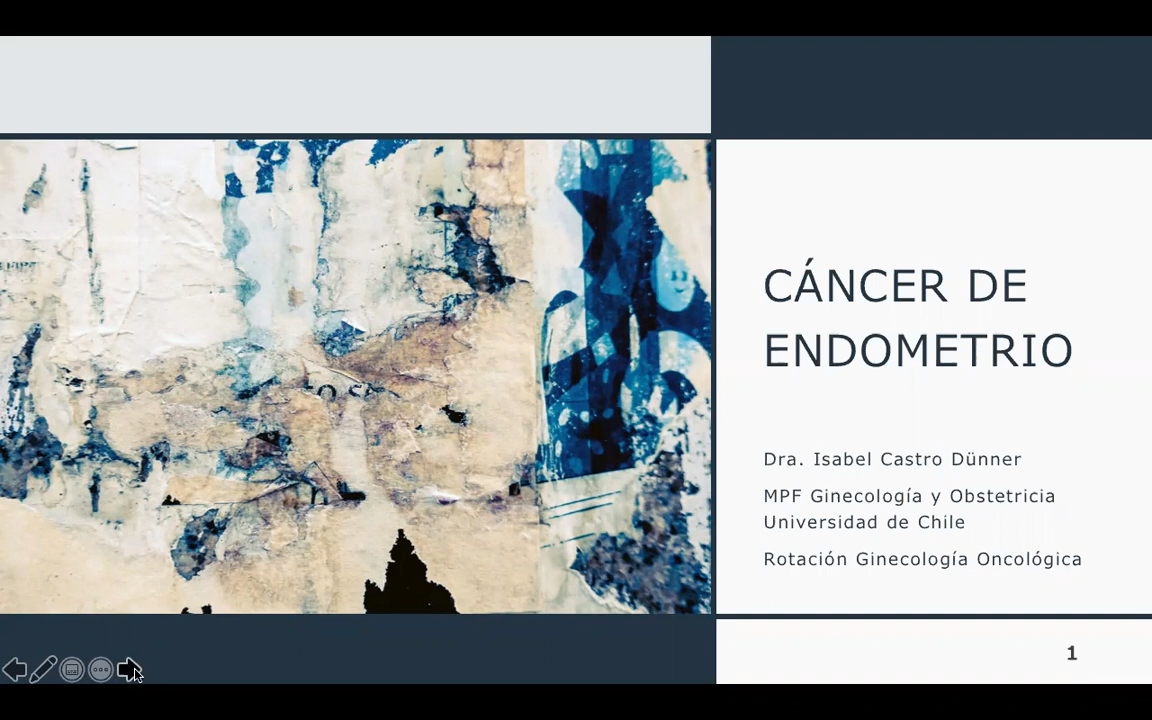 CÁNCER DE
ENDOMETRIO
Dra. Isabel Castro Dünner
MPF Ginecología y Obstetricia
Universidad de Chile
Rotación Ginecología Oncológica
1